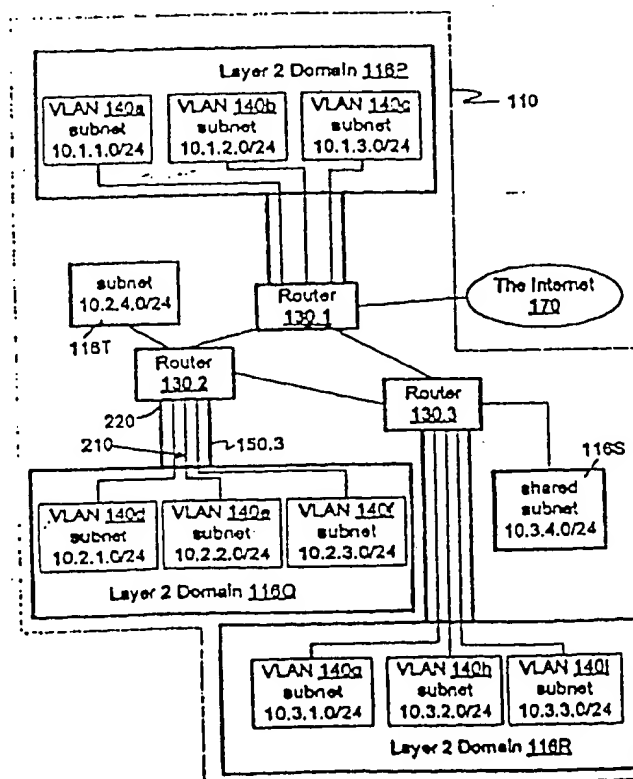 Layer 2 Domain 116P
VLAN 140a
subnet
10.1.1.0/24
VLAN 140b
subnet
10.1.2.0/24
VLAN 140c
subnet
10.1.3.0/24
110
subnet
10.2.4.0/24
116T
Router
130.1
The Internet
170
Router
130.2
Router
130.3
220
210
150.3
116S
shared
subnet
10.3.4.0/24
VLAN 140d
subnet
10.2.1.0/24
VLAN 140e
subnet
10.2.2.0/24
VLAN 140f
subnet
10.2.3.0/24
Layer 2 Domain 116Q
VLAN 140g
subnet
10.3.1.0/24
VLAN 140h
subnet
10.3.2.0/24
VLAN 140i
subnet
10.3.3.0/24
Layer 2 Domain 116R